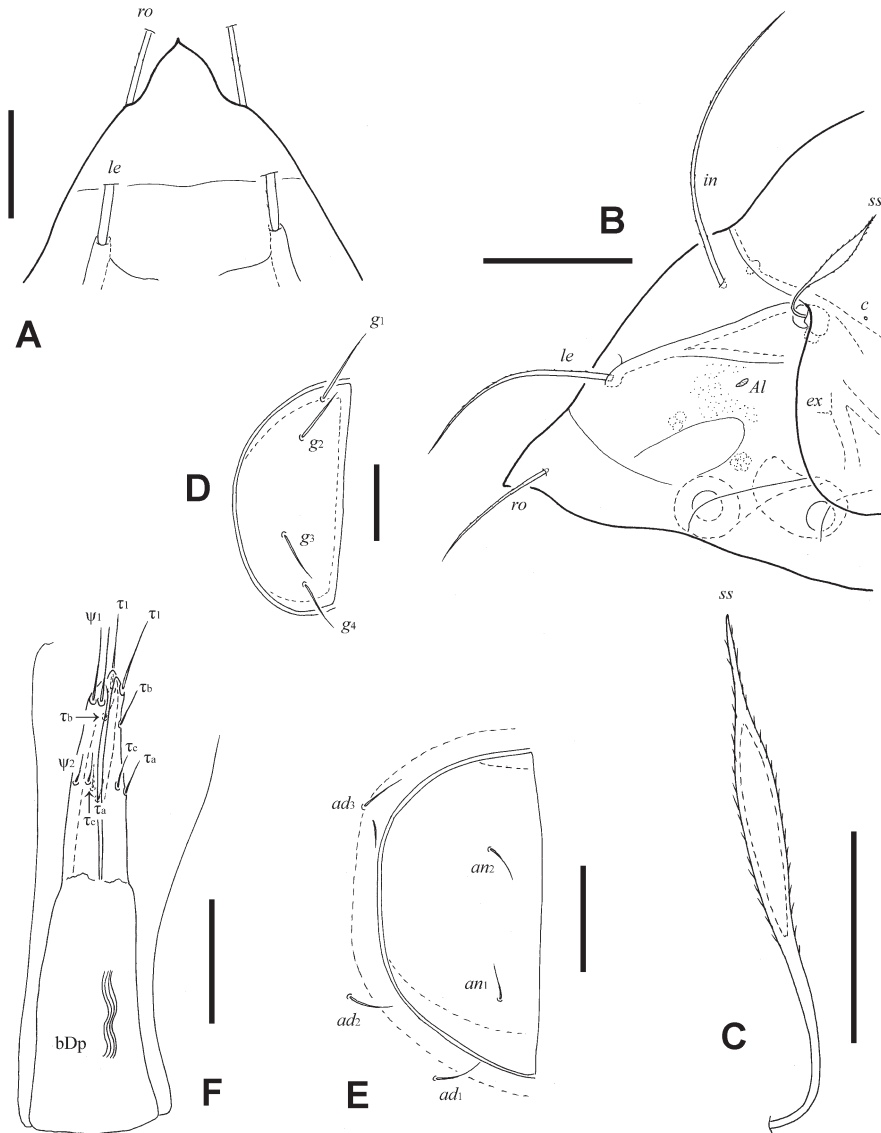 ro
le
A
in
B
ss
c
le
Al
ex
ro
g1
g2
D
g3
g4
ψ1
τ1
τ1
τb
τb
τc
τa
ψ2
τa
τc
bDp
F
ad3
an2
an1
ad2
E
ad1
ss
C